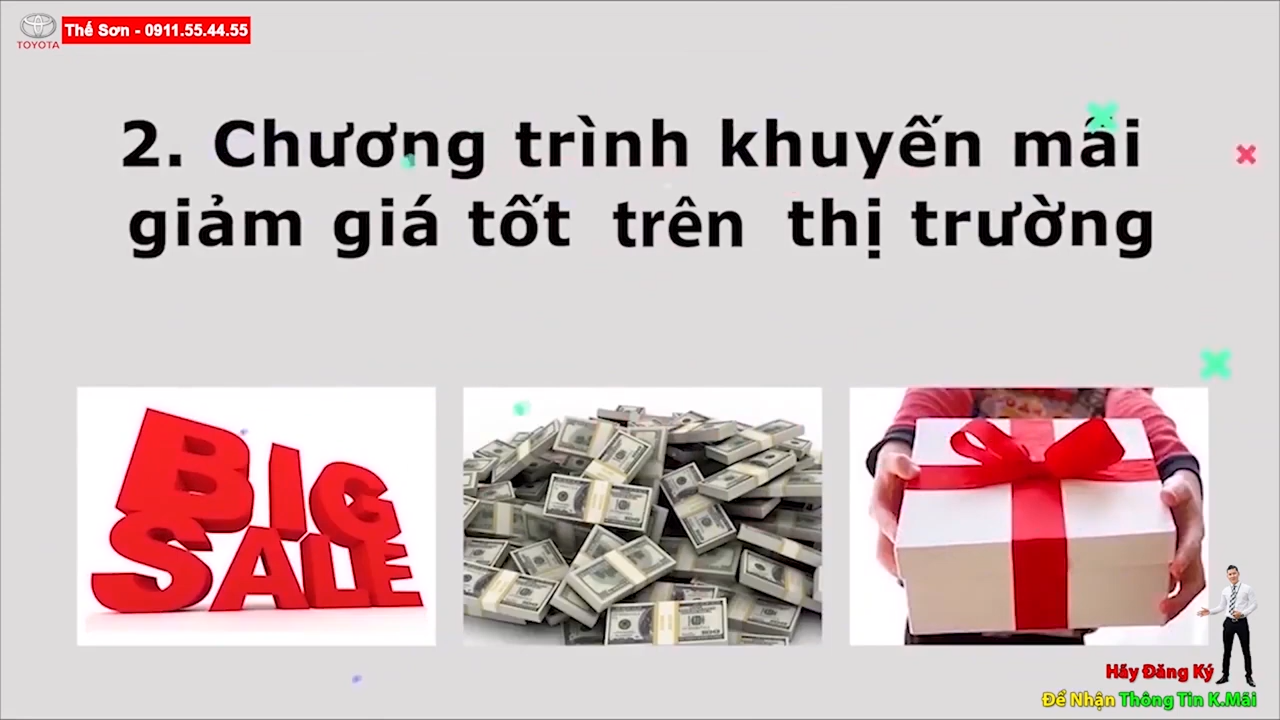 TOYOTA
Thế Sơn - 0911.55.44.55
2. Chương trình khuyến mãi
giảm giá tốt trên thị trường
BIG
SALE
Hãy Đăng Ký
Để Nhận Thông Tin K.Mãi